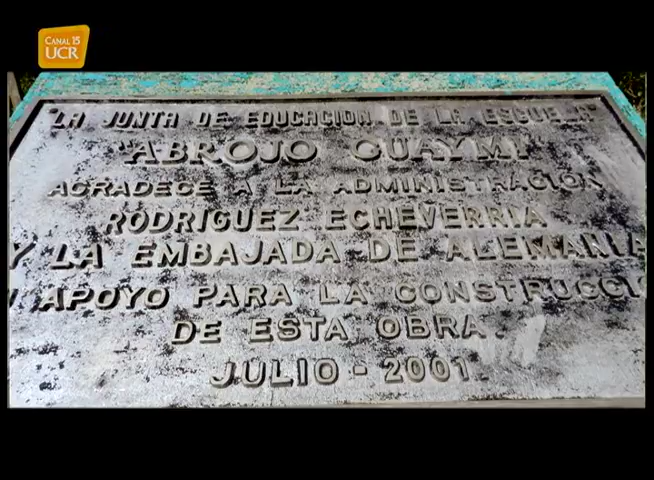 CANAL 15
UCR
"LA JUNTA DE EDUCACION DE LA ESCUELA"
"ABROJO GUAYMI"
AGRADECE A LA ADMINISTRACION
RODRIGUEZ ECHEVERRIA
Y LA EMBAJADA DE ALEMANIA
APOYO PARA LA CONSTRUCCIO
DE ESTA OBRA.
JULIO - 2001